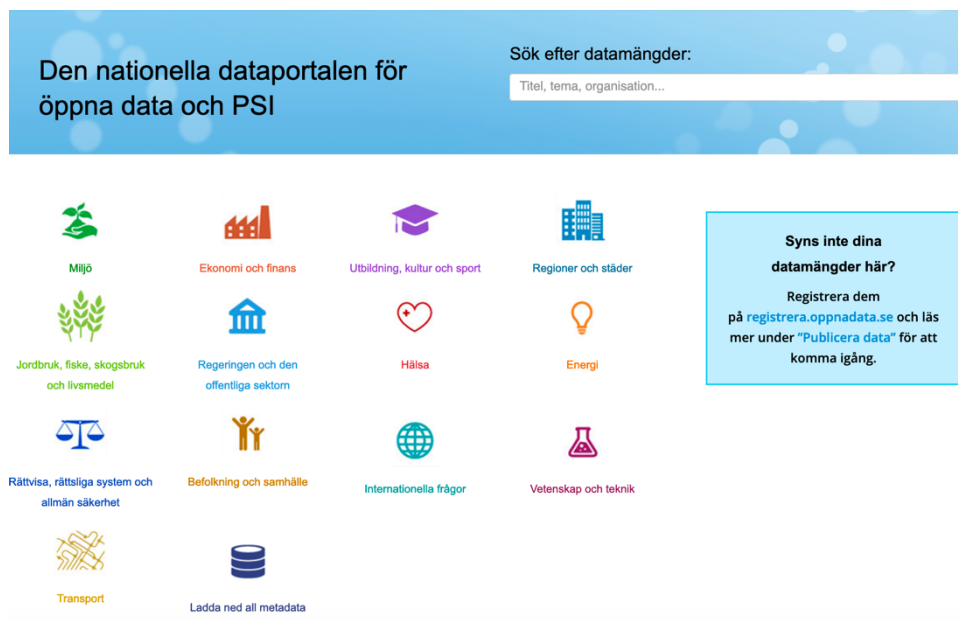 Den nationella dataportalen för
öppna data och PSI
Sök efter datamängder:
Titel, tema, organisation...
Miljö
Ekonomi och finans
Utbildning, kultur och sport
Regioner och städer
Jordbruk, fiske, skogsbruk
och livsmedel
Regeringen och den
offentliga sektorn
Hälsa
Energi
Rättvisa, rättsliga system och
allmän säkerhet
Befolkning och samhälle
Internationella frågor
Vetenskap och teknik
Transport
Ladda ned all metadata
Syns inte dina
datamängder här?
Registrera dem
på registrera.oppnadata.se och läs
mer under ”Publicera data” för att
komma igång.